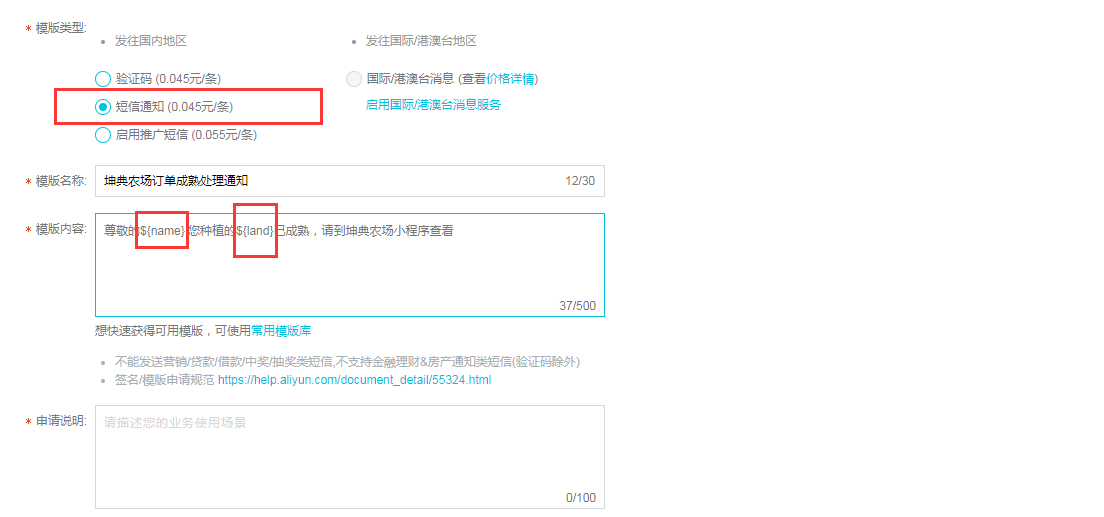 * 模版类型:
• 发往国内地区
• 发往国际/港澳台地区
验证码 (0.045元/条)
国际/港澳台消息 (查看价格详情)
短信通知 (0.045元/条)
启用国际/港澳台消息服务
启用推广短信 (0.055元/条)
* 模版名称: 坤典农场订单成熟处理通知 12/30
* 模版内容: 尊敬的${name}您种植的${land}已成熟，请到坤典农场小程序查看
37/500
想快速获得可用模版，可使用常用模版库
• 不能发送营销/贷款/借款/中奖/抽奖类短信,不支持金融理财&房产通知类短信(验证码除外)
• 签名/模版申请规范 https://help.aliyun.com/document_detail/55324.html
* 申请说明: 请描述您的业务使用场景
0/100